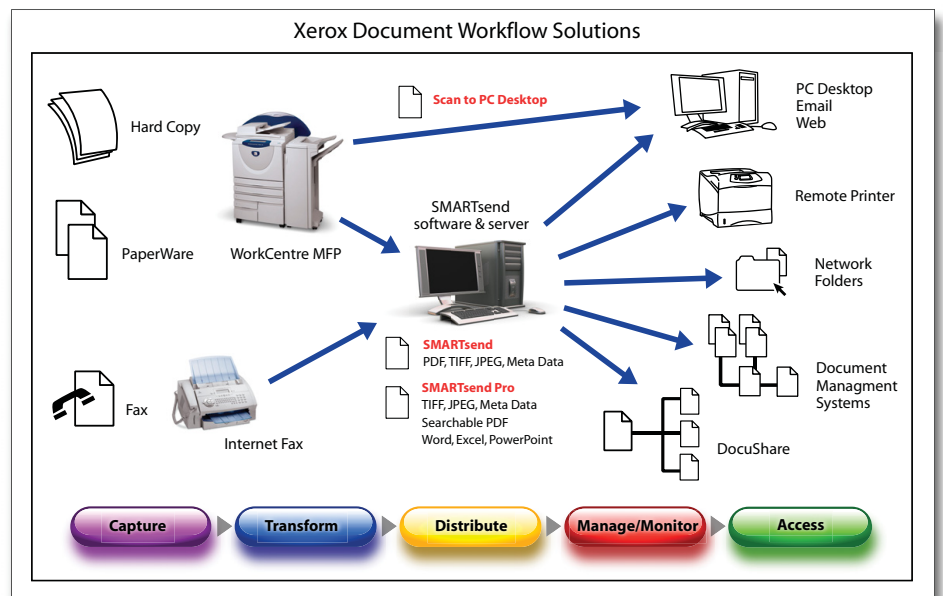 Xerox Document Workflow Solutions
Hard Copy
Scan to PC Desktop
PC Desktop
Email
Web
PaperWare
WorkCentre MFP
SMARTsend
software & server
Remote Printer
Network
Folders
SMARTsend
PDF, TIFF, JPEG, Meta Data
SMARTsend Pro
TIFF, JPEG, Meta Data
Searchable PDF
Word, Excel, PowerPoint
Fax
Internet Fax
Document
Managment
Systems
DocuShare
Capture
Transform
Distribute
Manage/Monitor
Access